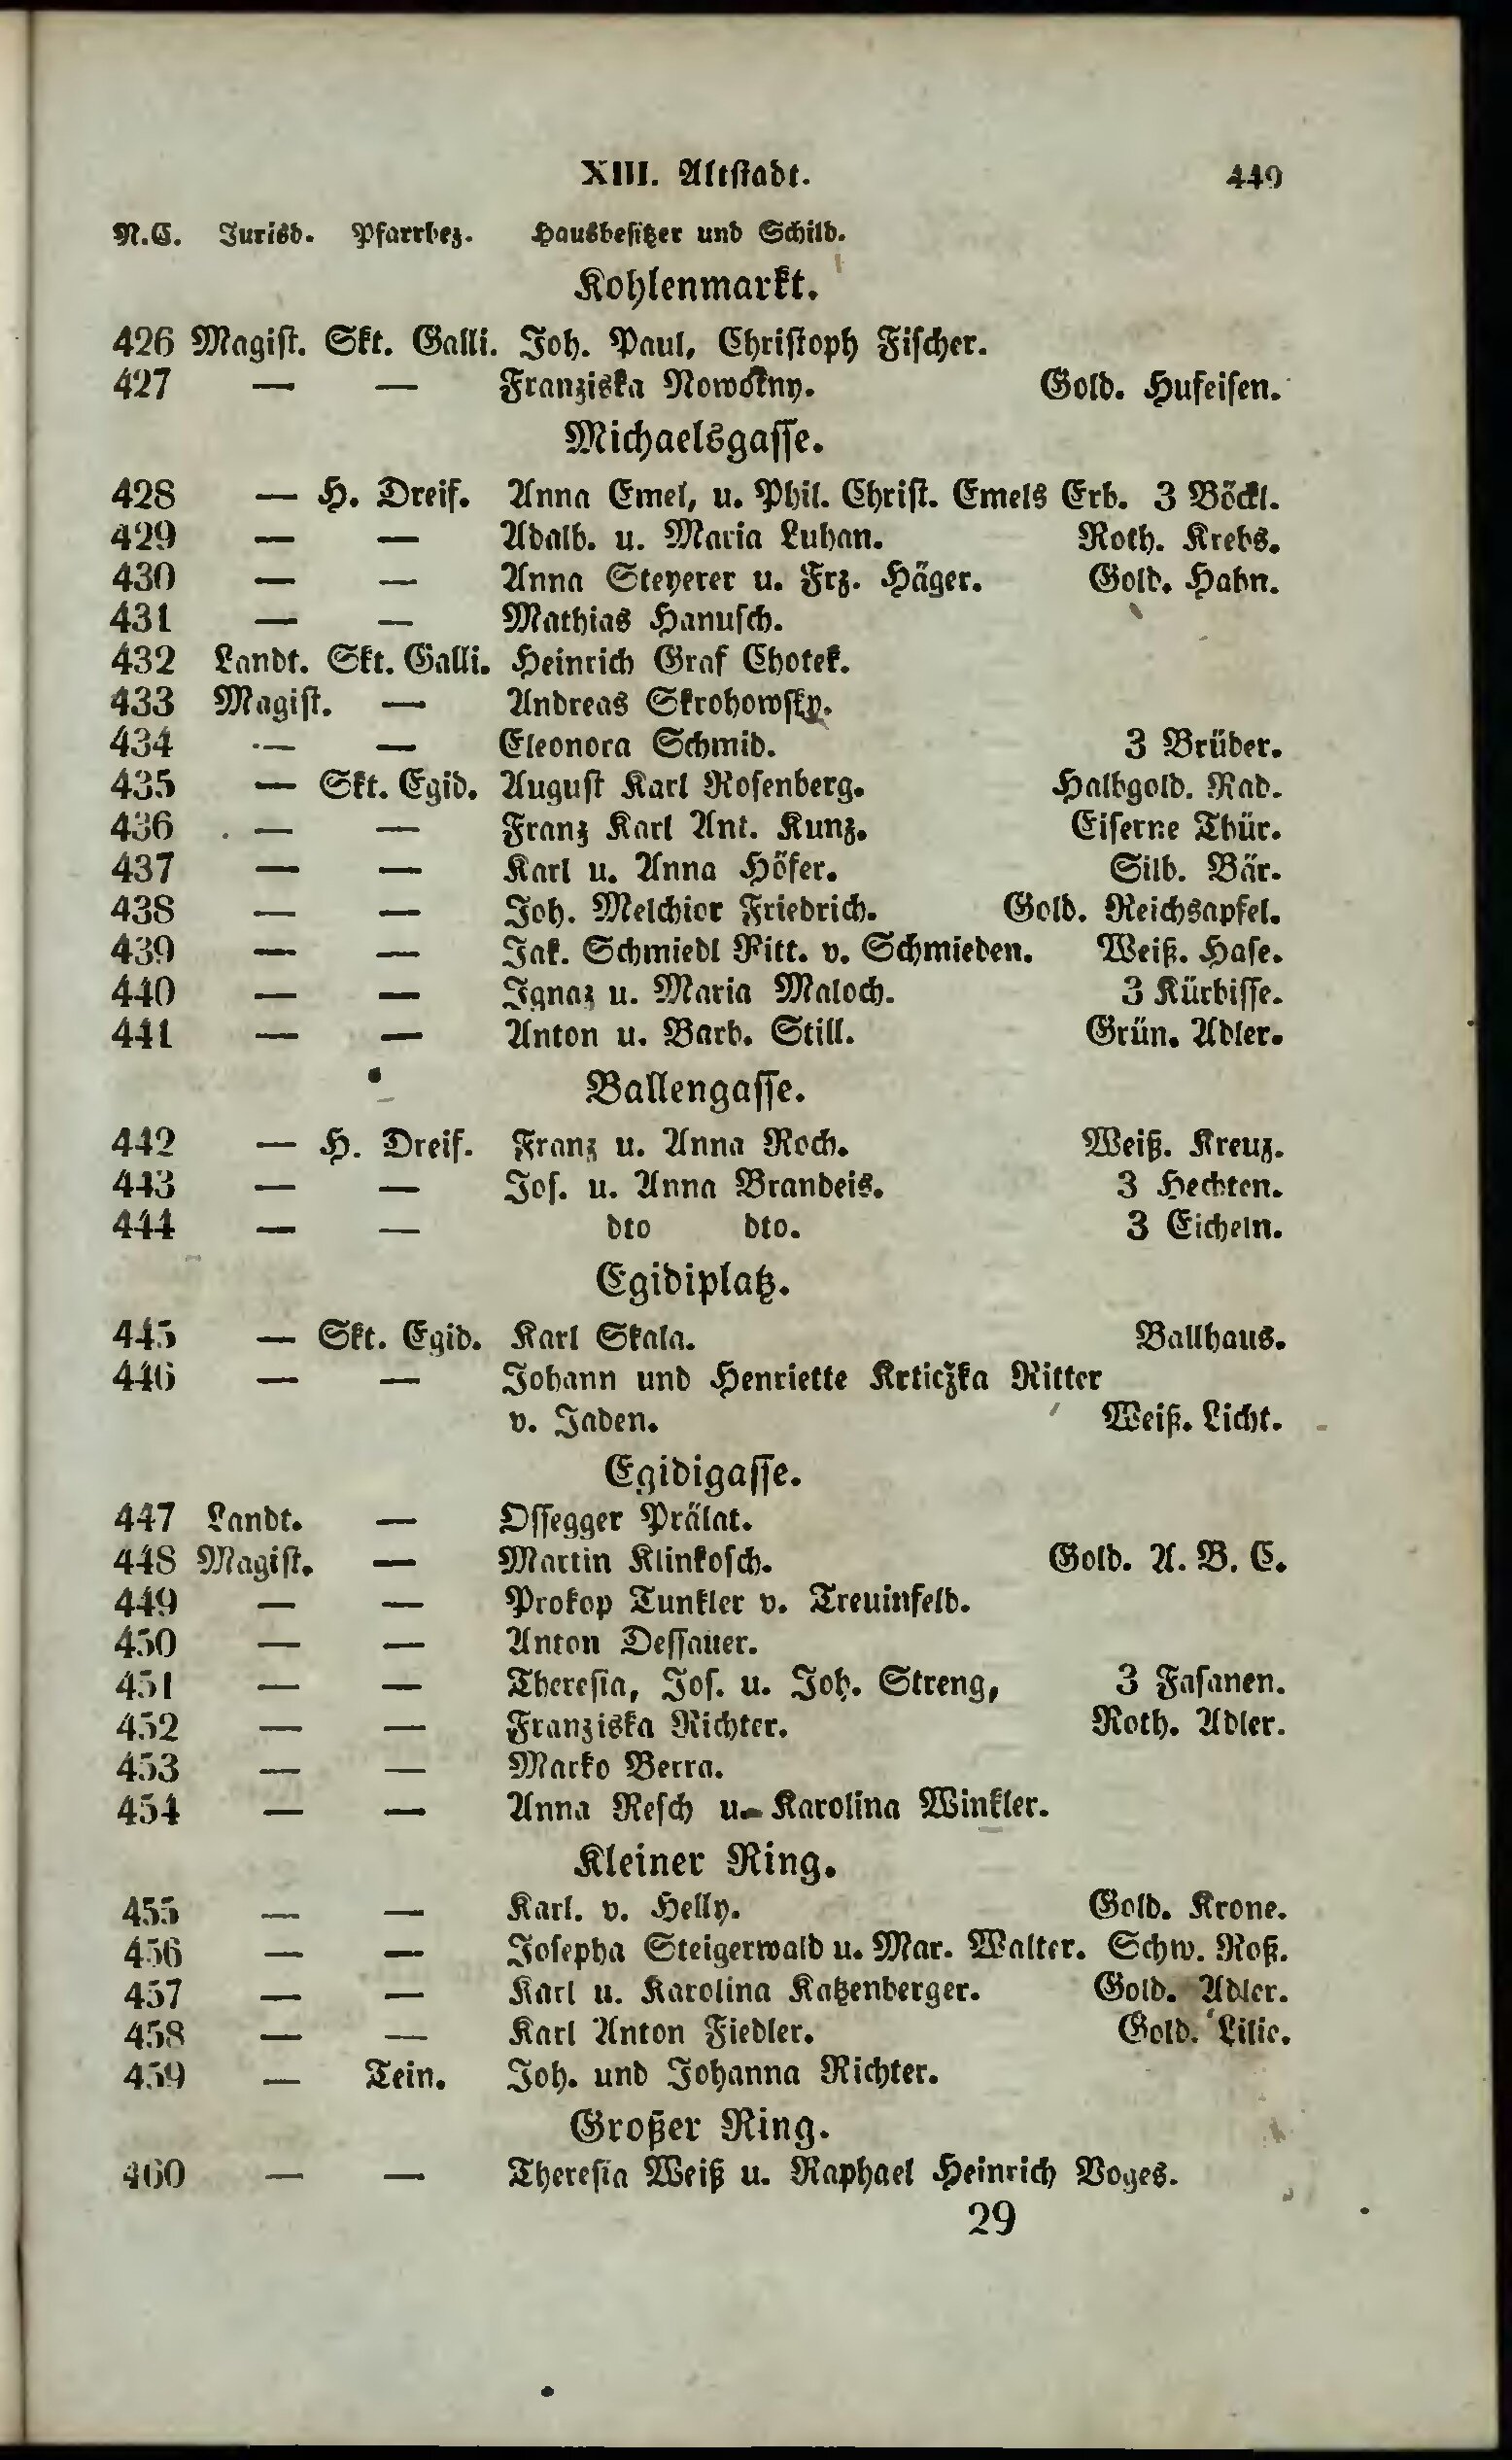 XIII. Altstadt. 449
N.C. Jurisd. Pfarrbez. Hausbesitzer und Schild.
Kohlenmarkt.
426 Magist. Skt. Galli. Joh. Paul, Christoph Fischer.
427 — — Franziska Nowotny. Gold. Hufeisen.
Michaelsgasse.
428 — H. Dreif. Anna Emel, u. Phil. Christ. Emels Erb. 3 Böckl.
429 — — Adalb. u. Maria Luhan. Roth. Krebs.
430 — — Anna Steyerer u. Frz. Häger. Gold. Hahn.
431 — — Mathias Hanusch.
432 Landt. Skt. Galli. Heinrich Graf Chotek.
433 Magist. — Andreas Skrohowsky.
434 — — Eleonora Schmid. 3 Brüder.
435 — Skt. Egid. August Karl Rosenberg. Halbgold. Rad.
436 — — Franz Karl Ant. Kunz. Eiserne Thür.
437 — — Karl u. Anna Höfer. Silb. Bär.
438 — — Joh. Melchior Friedrich. Gold. Reichsapfel.
439 — — Jak. Schmiedl Ritt. v. Schmieden. Weiß. Hase.
440 — — Ignaz u. Maria Maloch. 3 Kürbisse.
441 — — Anton u. Barb. Still. Grün. Adler.
Ballengasse.
442 — H. Dreif. Franz u. Anna Roch. Weiß. Kreuz.
443 — — Jos. u. Anna Brandeis. 3 Hechten.
444 — — dto dto. 3 Eicheln.
Egidiplatz.
445 — Skt. Egid. Karl Skala. Ballhaus.
446 — — Johann und Henriette Krticžka Ritter
v. Jaden. Weiß. Licht.
Egidigasse.
447 Landt. — Ossegger Prälat.
448 Magist. — Martin Klinkosch. Gold. A. B. C.
449 — — Prokop Tunkler v. Treuinfeld.
450 — — Anton Dessauer.
451 — — Theresia, Jos. u. Joh. Streng, 3 Fasanen.
452 — — Franziska Richter. Roth. Adler.
453 — — Marko Berra.
454 — — Anna Resch u. Karolina Winkler.
Kleiner Ring.
455 — — Karl. v. Helly. Gold. Krone.
456 — — Josepha Steigerwald u. Mar. Walter. Schw. Roß.
457 — — Karl u. Karolina Katzenberger. Gold. Adler.
458 — — Karl Anton Fiedler. Gold. Lilie.
459 — Tein. Joh. und Johanna Richter.
Großer Ring.
460 — — Theresia Weiß u. Raphael Heinrich Voges.
29